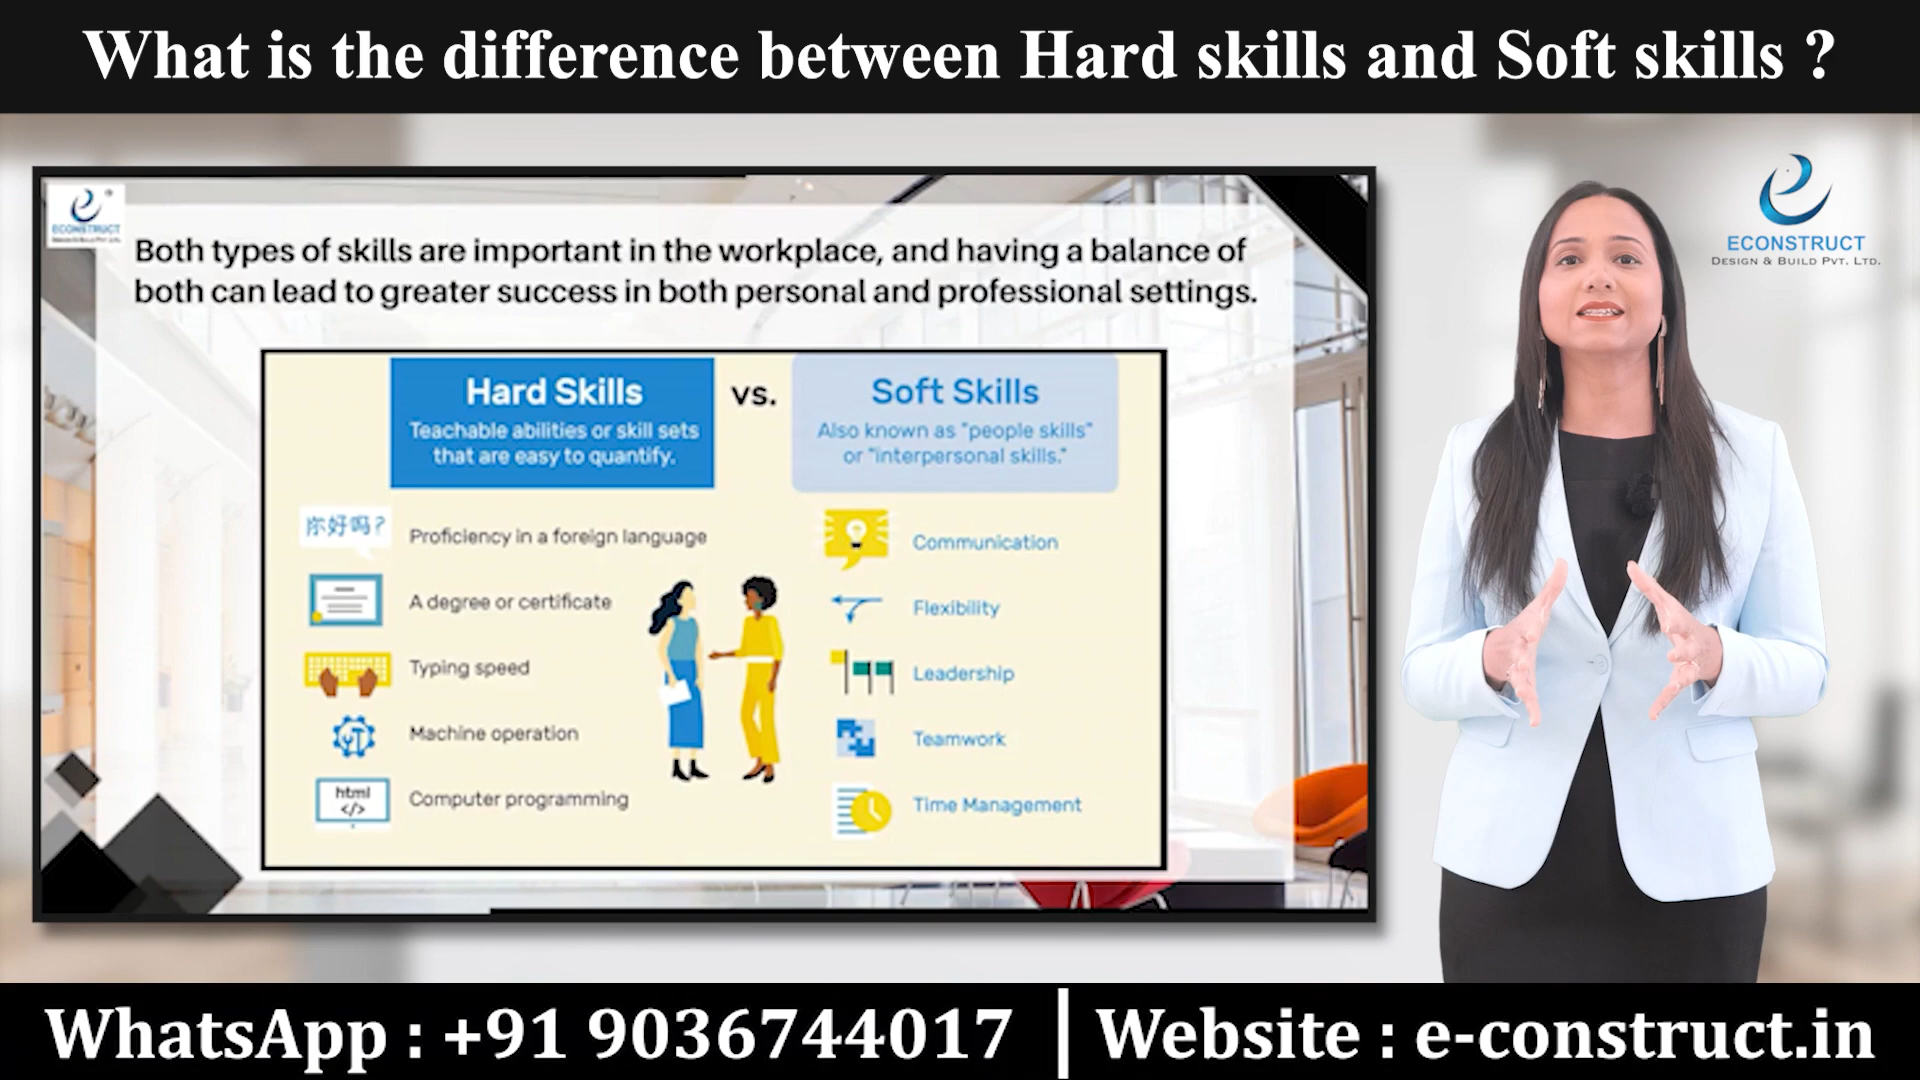 What is the difference between Hard skills and Soft skills ?
ECONSTRUCT
Both types of skills are important in the workplace, and having a balance of
both can lead to greater success in both personal and professional settings.
Hard Skills
Teachable abilities or skill sets
that are easy to quantify.
vs.
Soft Skills
Also known as "people skills"
or "interpersonal skills."
你好吗?
Proficiency in a foreign language
A degree or certificate
Typing speed
Machine operation
html
</>
Computer programming
Communication
Flexibility
Leadership
Teamwork
Time Management
ECONSTRUCT
DESIGN & BUILD PVT. LTD.
WhatsApp : +91 9036744017 | Website : e-construct.in